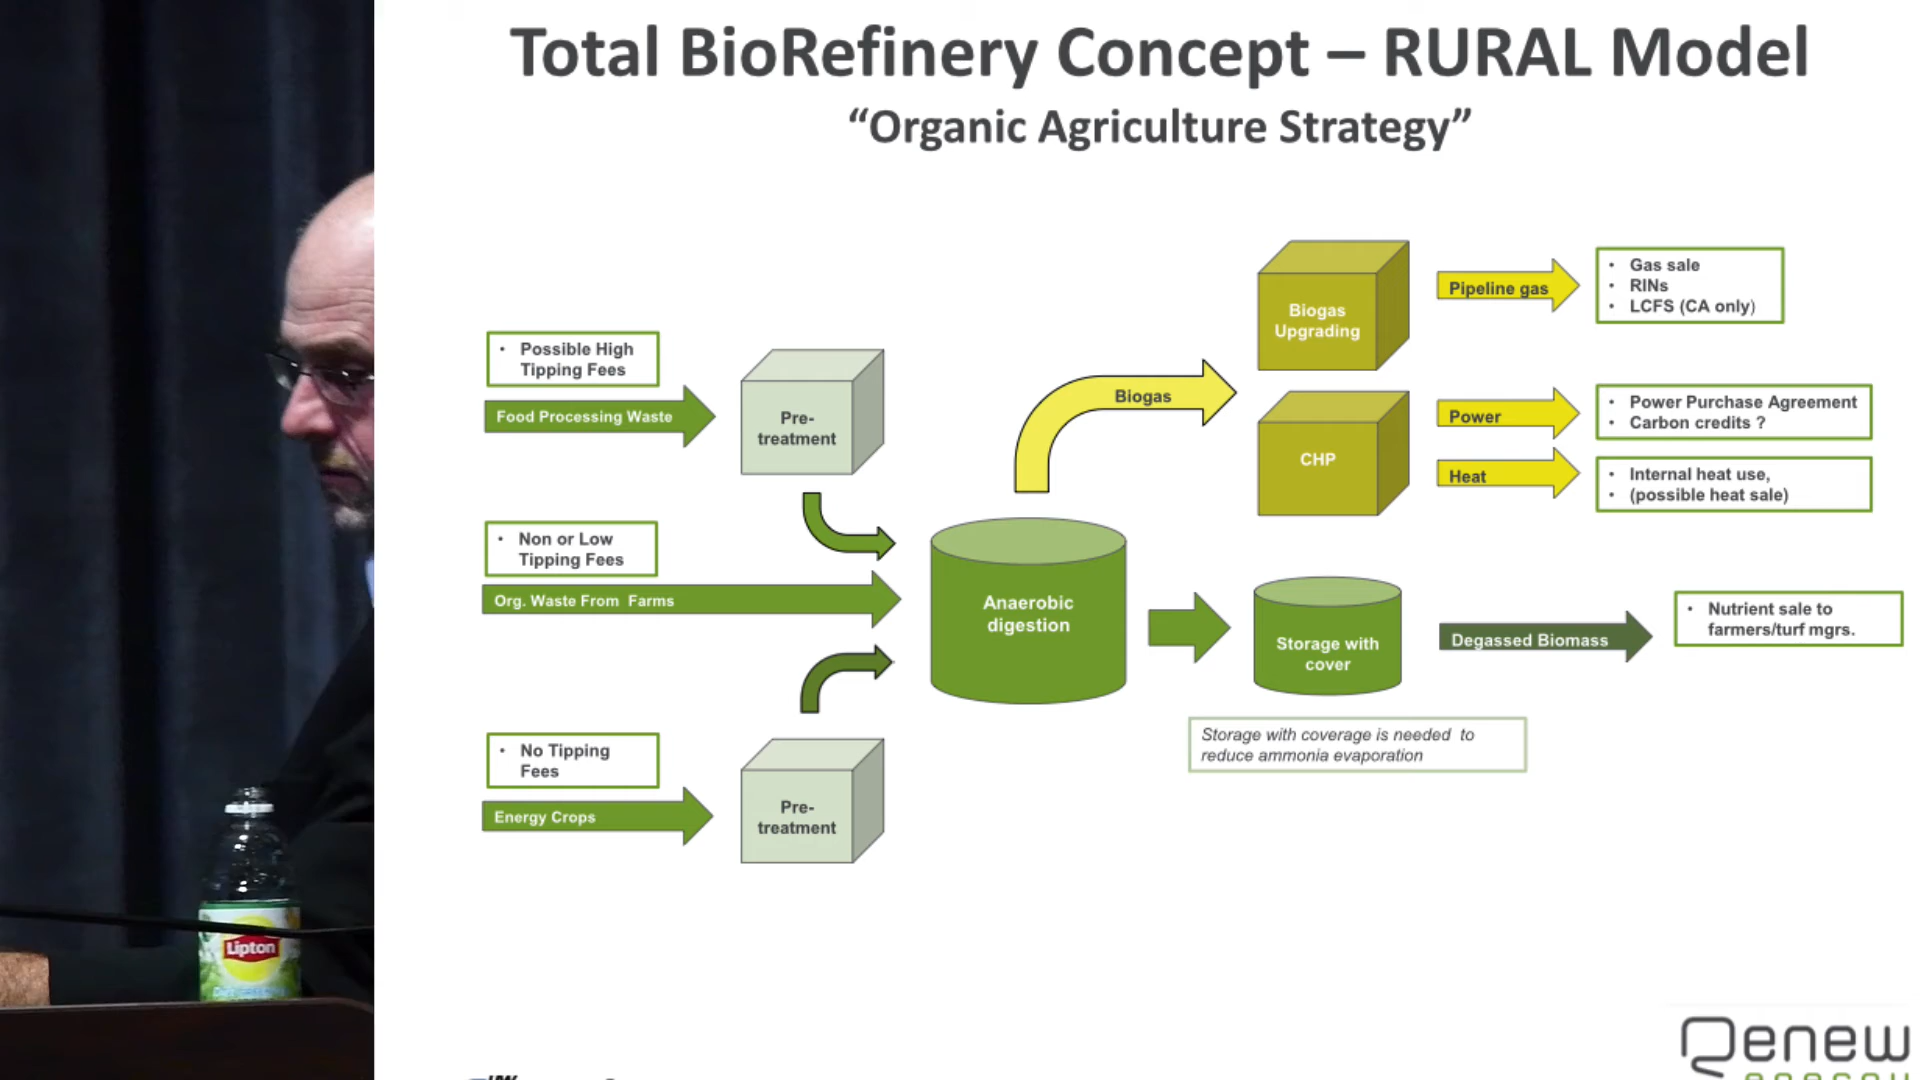 Total BioRefinery Concept – RURAL Model
“Organic Agriculture Strategy”
• Possible High
Tipping Fees
Food Processing Waste
Pre-
treatment
• Non or Low
Tipping Fees
Org. Waste From Farms
• No Tipping
Fees
Energy Crops
Pre-
treatment
Anaerobic
digestion
Biogas
Biogas
Upgrading
CHP
Pipeline gas
• Gas sale
• RINs
• LCFS (CA only)
Power
• Power Purchase Agreement
• Carbon credits ?
Heat
• Internal heat use,
• (possible heat sale)
Storage with
cover
Degassed Biomass
• Nutrient sale to
farmers/turf mgrs.
Storage with coverage is needed to
reduce ammonia evaporation
Lipton
Renew
energy